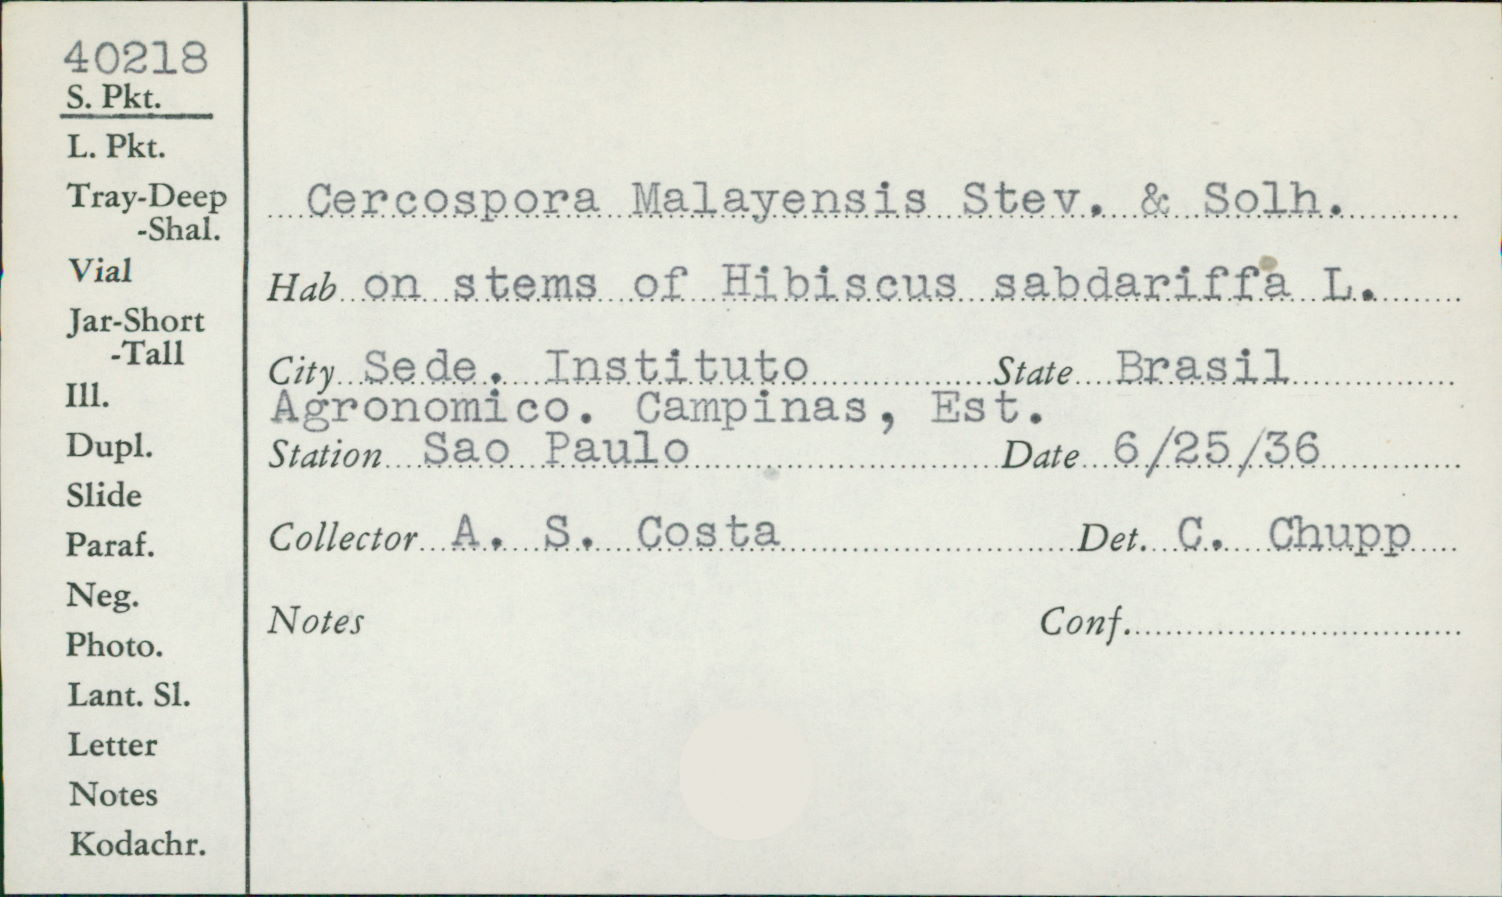 40218
S. Pkt.
L. Pkt.
Tray-Deep
-Shal.
Vial
Jar-Short
-Tall
Ill.
Dupl.
Slide
Paraf.
Neg.
Photo.
Lant. Sl.
Letter
Notes
Kodachr.
Cercospora Malayensis Stev. & Solh.
Hab on stems of Hibiscus sabdariffa L.
City Sede. Instituto State Brasil
Agronomico. Campinas, Est.
Station Sao Paulo Date 6/25/36
Collector A. S. Costa Det. C. Chupp
Notes Conf.